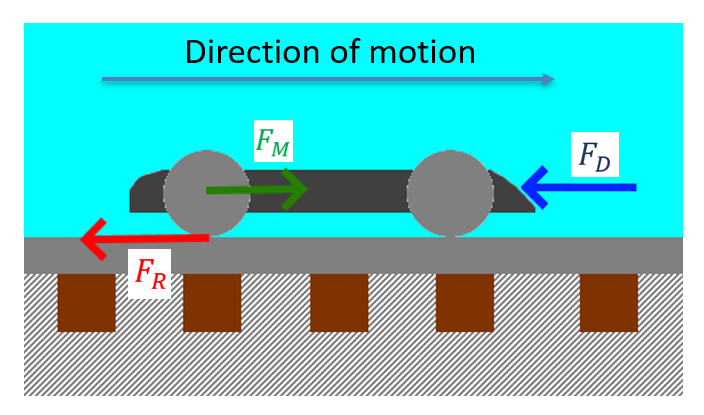 Direction of motion
F_M
F_D
F_R